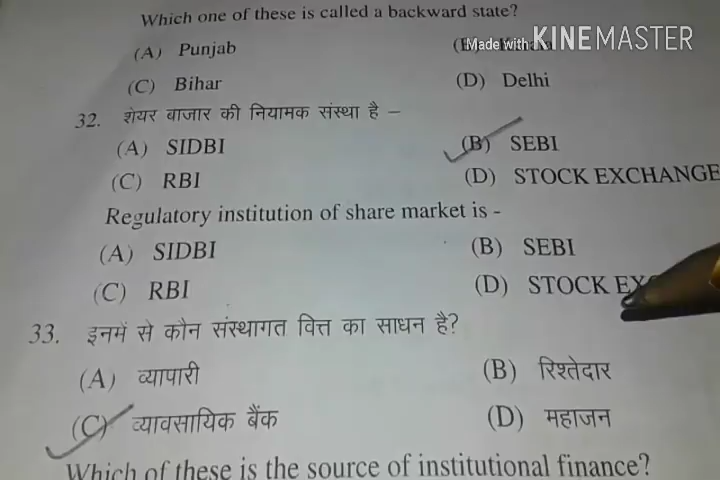 Which one of these is called a backward state?
(A) Punjab
Made with KINEMASTER
(C) Bihar (D) Delhi
32. शेयर बाजार की नियामक संस्था है –
(A) SIDBI (B) SEBI
(C) RBI (D) STOCK EXCHANGE
Regulatory institution of share market is -
(A) SIDBI (B) SEBI
(C) RBI (D) STOCK
33. इनमें से कौन संस्थागत वित्त का साधन है?
(A) व्यापारी (B) रिश्तेदार
(C) व्यावसायिक बैंक (D) महाजन
Which of these is the source of institutional finance?